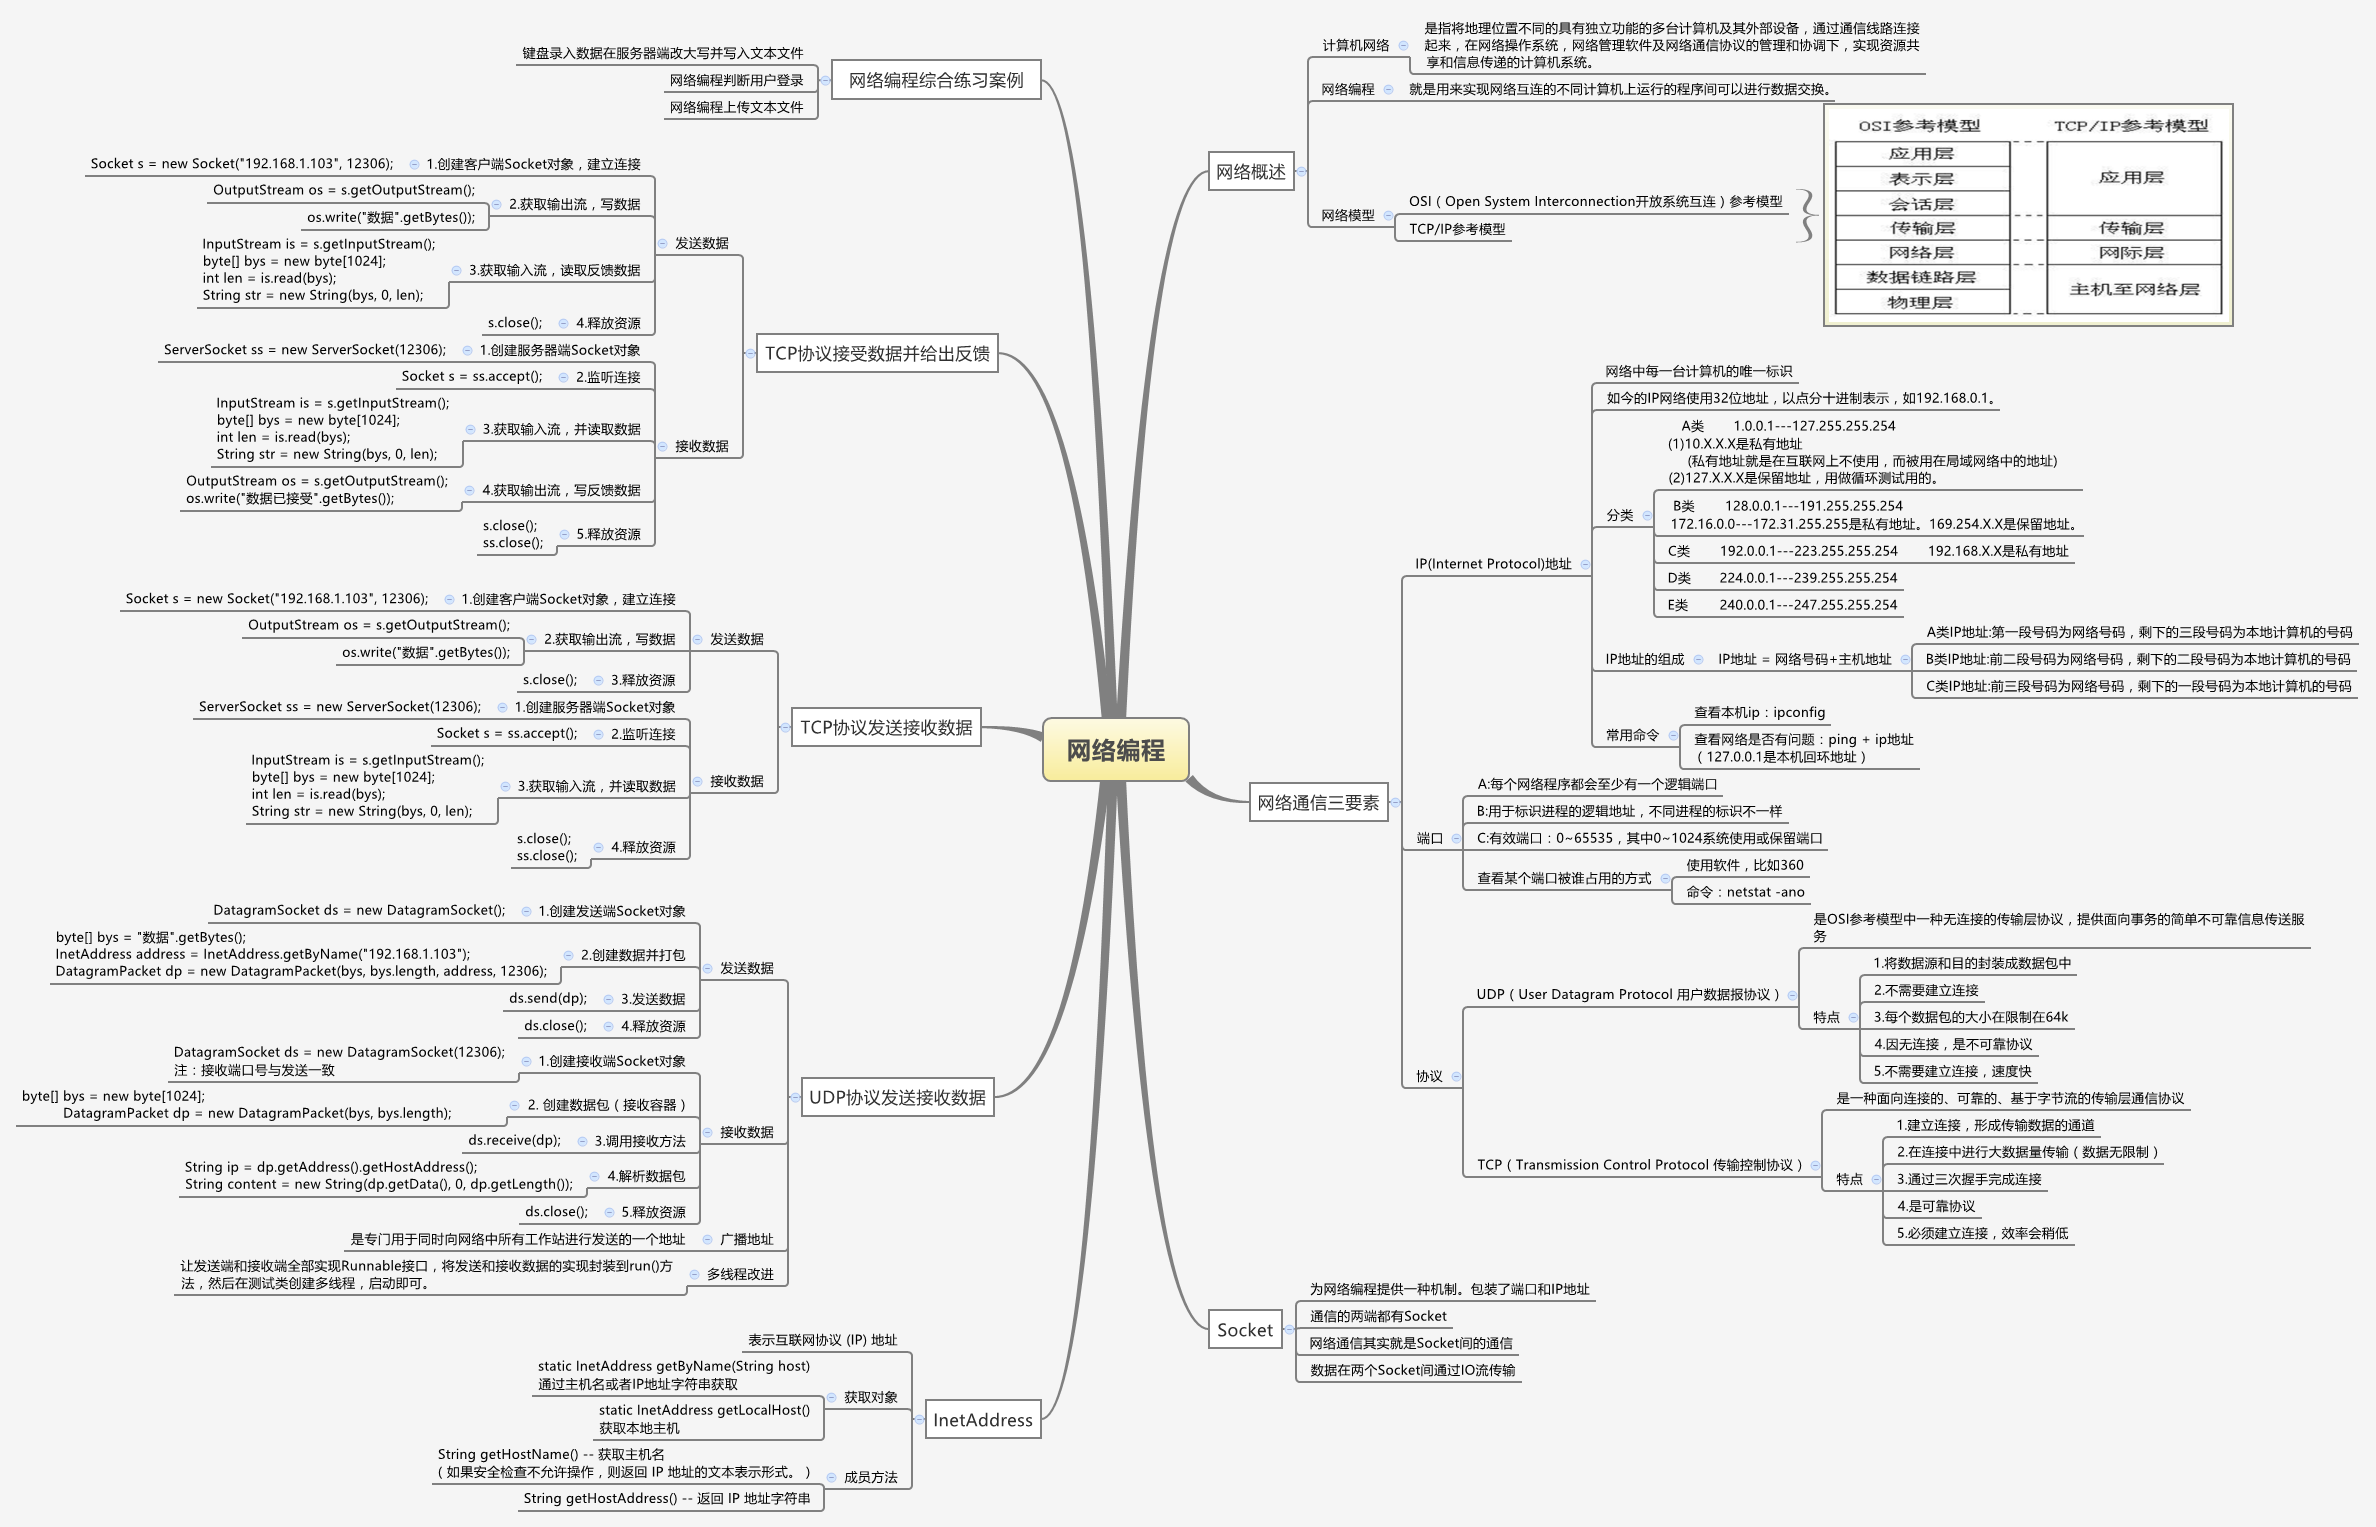 网络编程
网络概述
计算机网络
是指将地理位置不同的具有独立功能的多台计算机及其外部设备，通过通信线路连接
起来，在网络操作系统，网络管理软件及网络通信协议的管理和协调下，实现资源共
享和信息传递的计算机系统。
网络编程
就是用来实现网络互连的不同计算机上运行的程序间可以进行数据交换。
网络模型
OSI（Open System Interconnection开放系统互连）参考模型
TCP/IP参考模型
OSI参考模型
TCP/IP参考模型
应用层
表示层
会话层
传输层
网络层
数据链路层
物理层
应用层
传输层
网际层
主机至网络层
网络通信三要素
IP(Internet Protocol)地址
网络中每一台计算机的唯一标识
如今的IP网络使用32位地址，以点分十进制表示，如192.168.0.1。
分类
A类 1.0.0.1---127.255.255.254
(1)10.X.X.X是私有地址
(私有地址就是在互联网上不使用，而被用在局域网络中的地址)
(2)127.X.X.X是保留地址，用做循环测试用的。
B类 128.0.0.1---191.255.255.254
172.16.0.0---172.31.255.255是私有地址。169.254.X.X是保留地址。
C类 192.0.0.1---223.255.255.254 192.168.X.X是私有地址
D类 224.0.0.1---239.255.255.254
E类 240.0.0.1---247.255.255.254
IP地址的组成
IP地址 = 网络号码+主机地址
A类IP地址:第一段号码为网络号码，剩下的三段号码为本地计算机的号码
B类IP地址:前二段号码为网络号码，剩下的二段号码为本地计算机的号码
C类IP地址:前三段号码为网络号码，剩下的一段号码为本地计算机的号码
常用命令
查看本机ip：ipconfig
查看网络是否有问题：ping + ip地址
（127.0.0.1是本机回环地址）
端口
A:每个网络程序都会至少有一个逻辑端口
B:用于标识进程的逻辑地址，不同进程的标识不一样
C:有效端口：0~65535，其中0~1024系统使用或保留端口
查看某个端口被谁占用的方式
使用软件，比如360
命令：netstat -ano
协议
UDP（User Datagram Protocol 用户数据报协议）
是OSI参考模型中一种无连接的传输层协议，提供面向事务的简单不可靠信息传送服
务
特点
1.将数据源和目的封装成数据包中
2.不需要建立连接
3.每个数据包的大小在限制在64k
4.因无连接，是不可靠协议
5.不需要建立连接，速度快
TCP（Transmission Control Protocol 传输控制协议）
是一种面向连接的、可靠的、基于字节流的传输层通信协议
特点
1.建立连接，形成传输数据的通道
2.在连接中进行大数据量传输（数据无限制）
3.通过三次握手完成连接
4.是可靠协议
5.必须建立连接，效率会稍低
Socket
为网络编程提供一种机制。包装了端口和IP地址
通信的两端都有Socket
网络通信其实就是Socket间的通信
数据在两个Socket间通过IO流传输
网络编程综合练习案例
键盘录入数据在服务器端改大写并写入文本文件
网络编程判断用户登录
网络编程上传文本文件
TCP协议接受数据并给出反馈
发送数据
1.创建客户端Socket对象，建立连接
Socket s = new Socket("192.168.1.103", 12306);
2.获取输出流，写数据
OutputStream os = s.getOutputStream();
os.write("数据".getBytes());
3.获取输入流，读取反馈数据
InputStream is = s.getInputStream();
byte[] bys = new byte[1024];
int len = is.read(bys);
String str = new String(bys, 0, len);
4.释放资源
s.close();
接收数据
1.创建服务器端Socket对象
ServerSocket ss = new ServerSocket(12306);
2.监听连接
Socket s = ss.accept();
3.获取输入流，并读取数据
InputStream is = s.getInputStream();
byte[] bys = new byte[1024];
int len = is.read(bys);
String str = new String(bys, 0, len);
4.获取输出流，写反馈数据
OutputStream os = s.getOutputStream();
os.write("数据已接受".getBytes());
5.释放资源
s.close();
ss.close();
TCP协议发送接收数据
发送数据
1.创建客户端Socket对象，建立连接
Socket s = new Socket("192.168.1.103", 12306);
2.获取输出流，写数据
OutputStream os = s.getOutputStream();
os.write("数据".getBytes());
3.释放资源
s.close();
接收数据
1.创建服务器端Socket对象
ServerSocket ss = new ServerSocket(12306);
2.监听连接
Socket s = ss.accept();
3.获取输入流，并读取数据
InputStream is = s.getInputStream();
byte[] bys = new byte[1024];
int len = is.read(bys);
String str = new String(bys, 0, len);
4.释放资源
s.close();
ss.close();
UDP协议发送接收数据
发送数据
1.创建发送端Socket对象
DatagramSocket ds = new DatagramSocket();
2.创建数据并打包
byte[] bys = "数据".getBytes();
InetAddress address = InetAddress.getByName("192.168.1.103");
DatagramPacket dp = new DatagramPacket(bys, bys.length, address, 12306);
3.发送数据
ds.send(dp);
4.释放资源
ds.close();
接收数据
1.创建接收端Socket对象
DatagramSocket ds = new DatagramSocket(12306);
注：接收端口号与发送一致
2. 创建数据包（接收容器）
byte[] bys = new byte[1024];
DatagramPacket dp = new DatagramPacket(bys, bys.length);
3.调用接收方法
ds.receive(dp);
4.解析数据包
String ip = dp.getAddress().getHostAddress();
String content = new String(dp.getData(), 0, dp.getLength());
5.释放资源
ds.close();
广播地址
是专门用于同时向网络中所有工作站进行发送的一个地址
多线程改进
让发送端和接收端全部实现Runnable接口，将发送和接收数据的实现封装到run()方
法，然后在测试类创建多线程，启动即可。
InetAddress
表示互联网协议 (IP) 地址
获取对象
static InetAddress getByName(String host)
通过主机名或者IP地址字符串获取
static InetAddress getLocalHost()
获取本地主机
成员方法
String getHostName() -- 获取主机名
（如果安全检查不允许操作，则返回 IP 地址的文本表示形式。）
String getHostAddress() -- 返回 IP 地址字符串